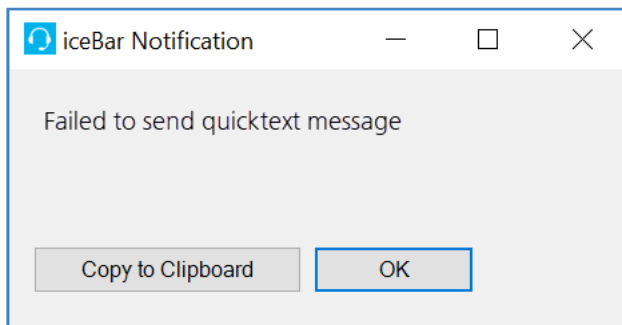 iceBar Notification
Failed to send quicktext message
Copy to Clipboard OK